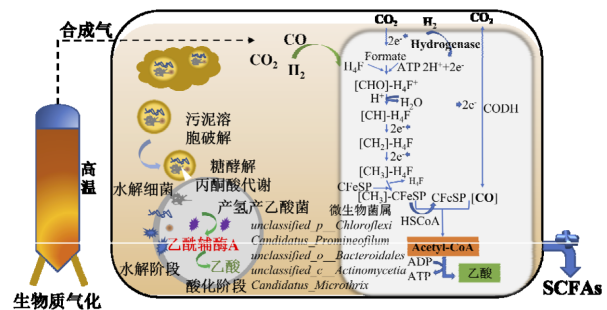 合成气
高温
生物质气化
CO
CO₂
H₂
污泥溶
胞破解
糖酵解
丙酮酸代谢
水解细菌
产氢产乙酸菌
乙酰辅酶A
乙酸
水解阶段
酸化阶段
微生物菌属
unclassified_p__Chloroflexi
Candidatus_Promineofilum
unclassified_o__Bacteroidales
unclassified_c__Actinomycetia
Candidatus_Microthrix
CO₂
H₂
CO₂
2e⁻
Hydrogenase
Formate
H₄F
ATP
2H⁺+2e⁻
[CHO]-H₄F⁺
H⁺
H₂O
2e⁻
CODH
[CH]-H₄F
2e⁻
[CH₂]-H₄F
2e⁻
[CH₃]-H₄F
H₄F
CFeSP
[CH₃]-CFeSP
CFeSP
[CO]
HSCoA
Acetyl-CoA
ADP
ATP
乙酸
SCFAs